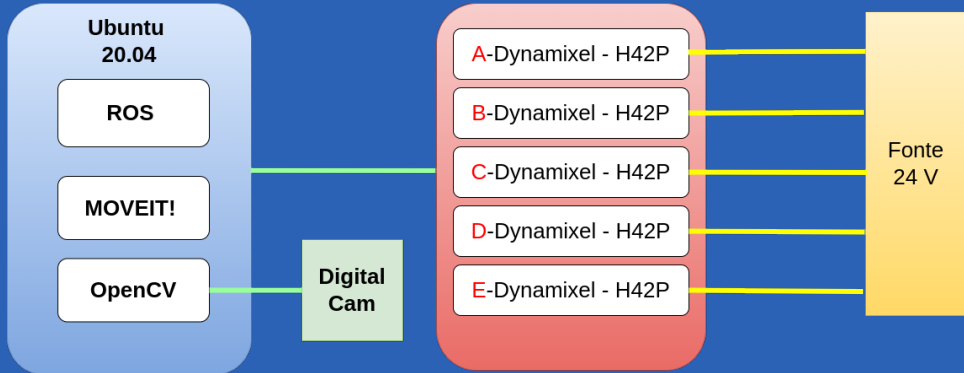 Ubuntu
20.04
ROS
MOVEIT!
OpenCV
Digital
Cam
A-Dynamixel - H42P
B-Dynamixel - H42P
C-Dynamixel - H42P
D-Dynamixel - H42P
E-Dynamixel - H42P
Fonte
24 V